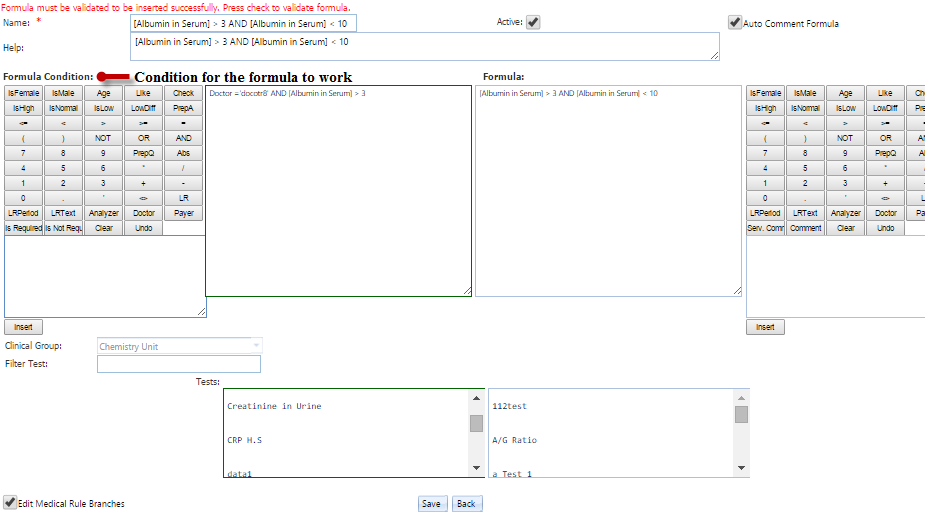 Formula must be validated to be inserted successfully. Press check to validate formula.
Name: * [Albumin in Serum] > 3 AND [Albumin in Serum] < 10 Active: Auto Comment Formula
Help: [Albumin in Serum] > 3 AND [Albumin in Serum] < 10
Formula Condition: Condition for the formula to work Formula:
IsFemale IsMale Age Like Check Doctor ='docotr8' AND [Albumin in Serum] > 3 [Albumin in Serum] > 3 AND [Albumin in Serum] < 10 IsFemale IsMale Age Like Ch
IsHigh IsNormal IsLow LowDiff PrepA IsHigh IsNormal IsLow LowDiff Pre
<= < > >= = <= < > >=
( ) NOT OR AND ( ) NOT OR AN
7 8 9 PrepQ Abs 7 8 9 PrepQ A
4 5 6 * / 4 5 6 *
1 2 3 + - 1 2 3 +
0 . ' <> LR 0 . ' <> L
LRPeriod LRText Analyzer Doctor Payer LRPeriod LRText Analyzer Doctor Pa
Is Required Is Not Requ Clear Undo Serv. Comm Comment Clear Undo
Insert Insert
Clinical Group: Chemistry Unit
Filter Test:
Tests:
Creatinine in Urine 112test
CRP H.S A/G Ratio
data1 a Test 1
Edit Medical Rule Branches Save Back